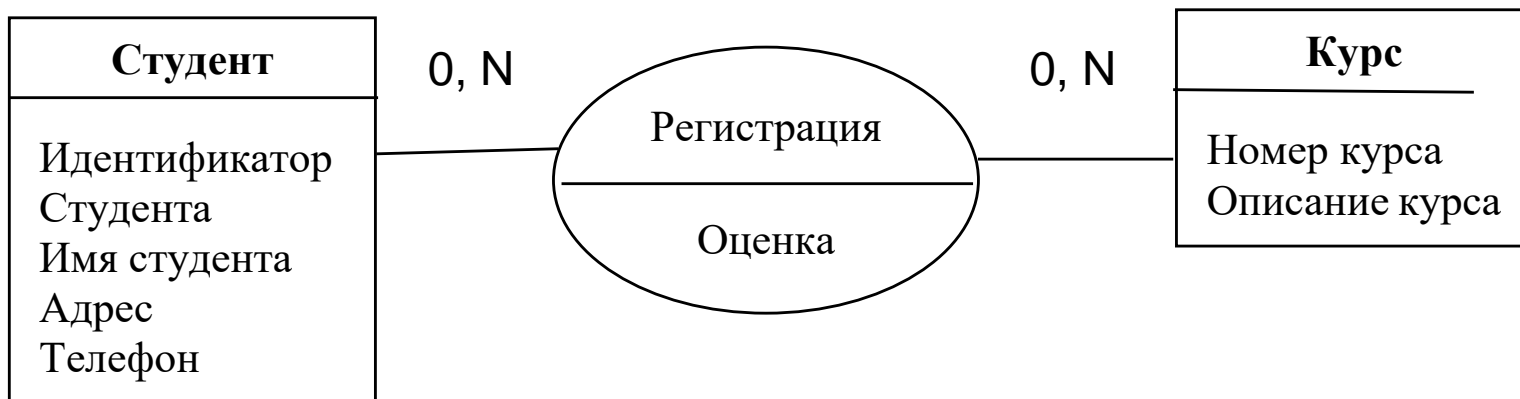 Студент
Идентификатор
Студента
Имя студента
Адрес
Телефон
0, N
Регистрация
Оценка
0, N
Курс
Номер курса
Описание курса